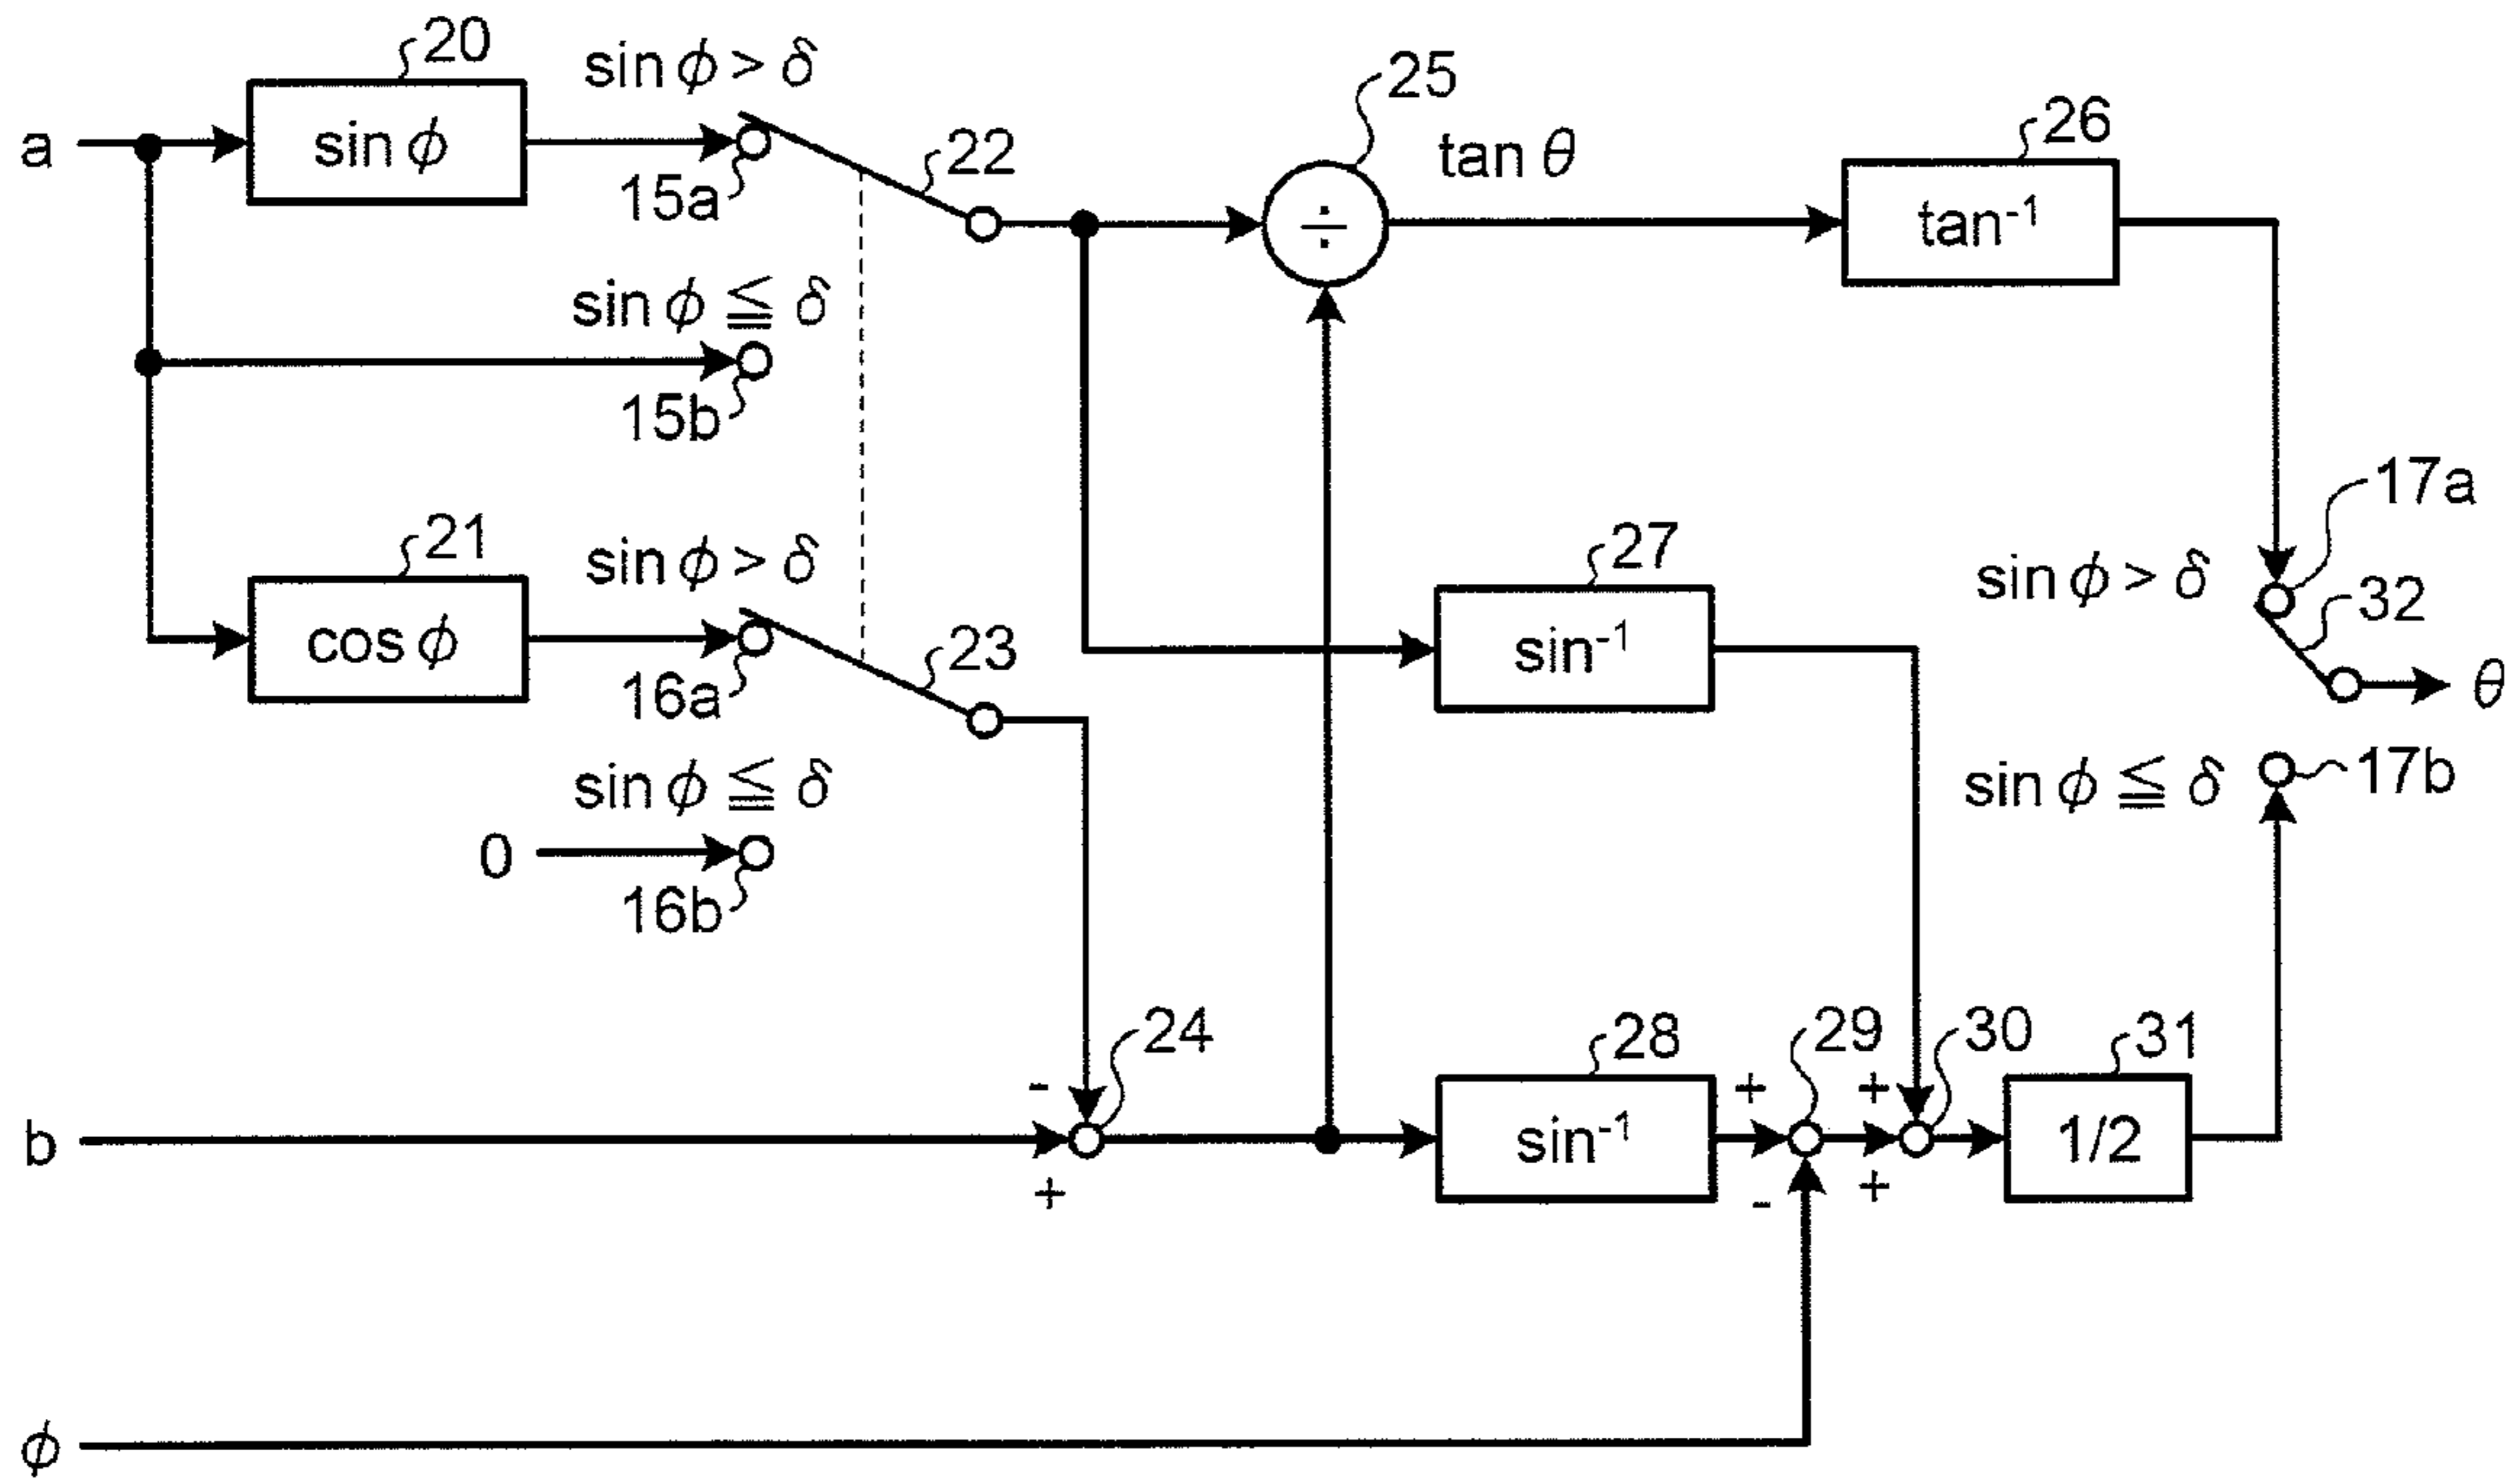 20
sin ϕ > δ
25
a
sin ϕ
22
tan θ
26
15a
÷
tan-1
sin ϕ ≦ δ
15b
17a
21
sin ϕ > δ
27
sin ϕ > δ
32
cos ϕ
23
sin-1
16a
θ
sin ϕ ≦ δ
sin ϕ ≦ δ
17b
0
16b
24
28
29
30
31
-
+
+
b
sin-1
1/2
+
-
+
ϕ